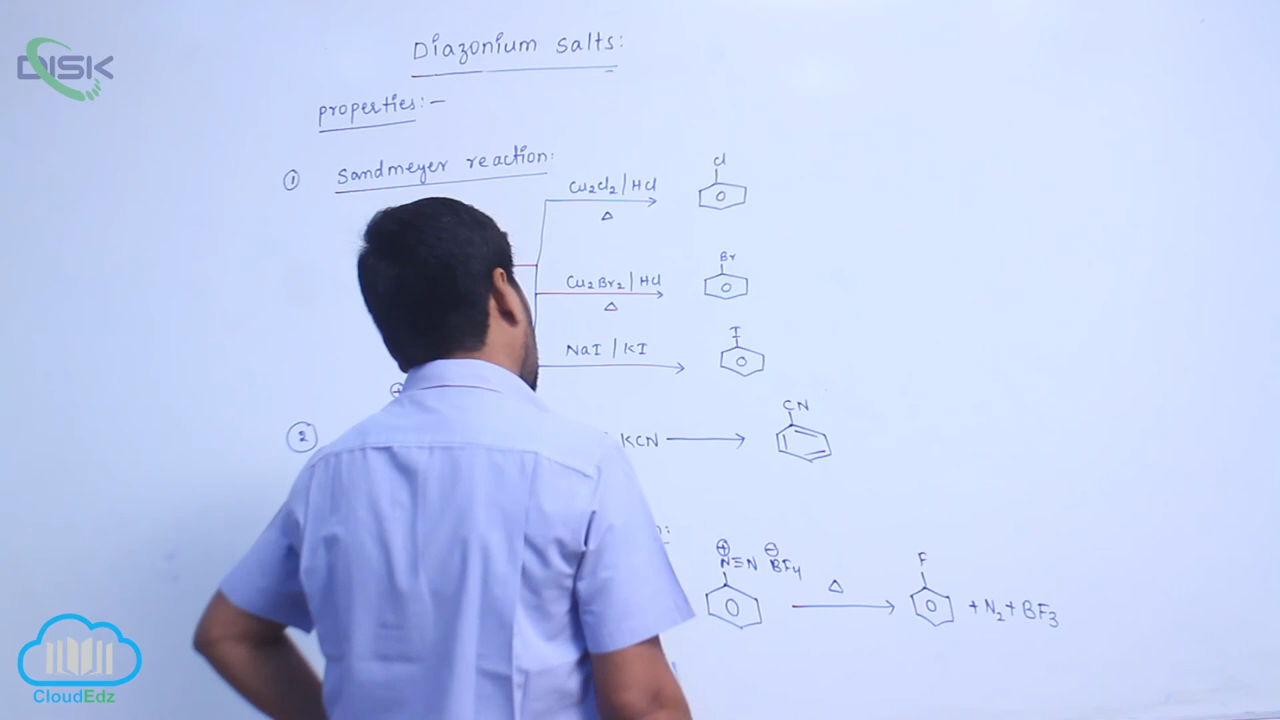 DISK
Diazonium salts:
properties:-
① Sandmeyer reaction:
Cu2Cl2 / HCl
△
Cl
Cu2Br2 / HCl
△
Br
NaI / KI
I
⊕
② KCN
CN
⊕ ⊖
N≡N BF4
△
F
+ N2 + BF3
CloudEdz